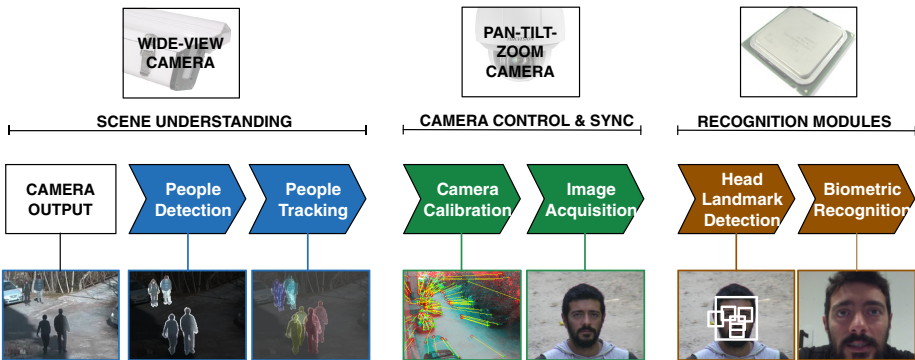 WIDE-VIEW
CAMERA
PAN-TILT-
ZOOM
CAMERA
SCENE UNDERSTANDING
CAMERA CONTROL & SYNC
RECOGNITION MODULES
CAMERA
OUTPUT
People
Detection
People
Tracking
Camera
Calibration
Image
Acquisition
Head
Landmark
Detection
Biometric
Recognition